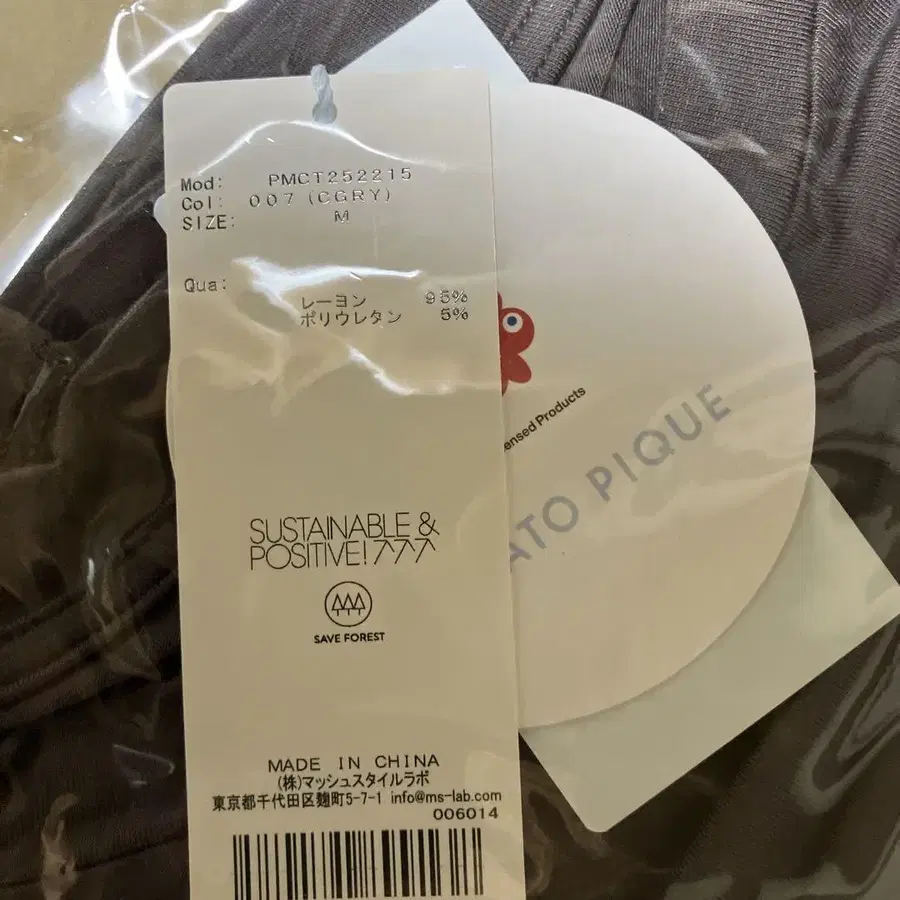 Mod: PMCT252215
Col: 007 (CGRY)
SIZE: M
Qua:
レーヨン 95%
ポリウレタン 5%
ensed Products
ATO PIQUE
SUSTAINABLE &
POSITIVE!
SAVE FOREST
MADE IN CHINA
(株)マッシュスタイルラボ
東京都千代田区麹町5-7-1 info@ms-lab.com
006014